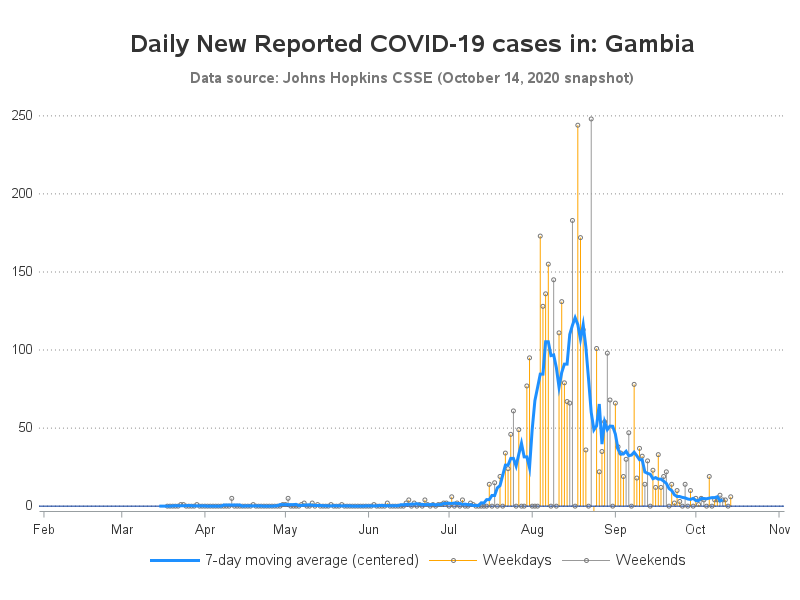 Daily New Reported COVID-19 cases in: Gambia
Data source: Johns Hopkins CSSE (October 14, 2020 snapshot)
250
200
150
100
50
0
Feb Mar Apr May Jun Jul Aug Sep Oct Nov
7-day moving average (centered) Weekdays Weekends